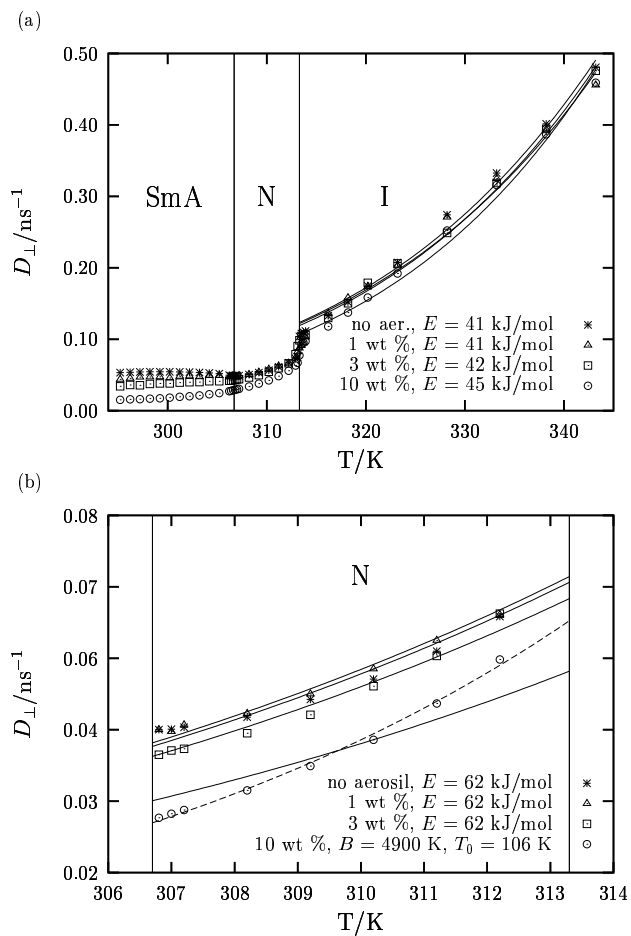 (a)
0.50
0.40
0.30
0.20
0.10
0.00
D⊥/ns⁻¹
SmA
N
I
no aer., E = 41 kJ/mol
1 wt %, E = 41 kJ/mol
3 wt %, E = 42 kJ/mol
10 wt %, E = 45 kJ/mol
300
310
320
330
340
T/K
(b)
0.08
0.07
0.06
0.05
0.04
0.03
0.02
D⊥/ns⁻¹
N
no aerosil, E = 62 kJ/mol
1 wt %, E = 62 kJ/mol
3 wt %, E = 62 kJ/mol
10 wt %, B = 4900 K, T₀ = 106 K
306
307
308
309
310
311
312
313
314
T/K